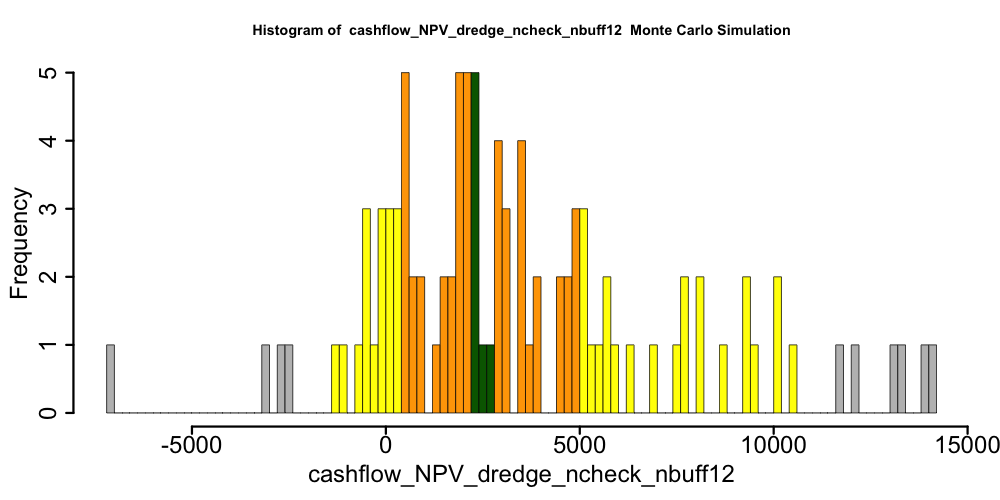 Histogram of  cashflow_NPV_dredge_ncheck_nbuff12  Monte Carlo Simulation
Frequency
5
4
3
2
1
0
-5000 0 5000 10000 15000
cashflow_NPV_dredge_ncheck_nbuff12